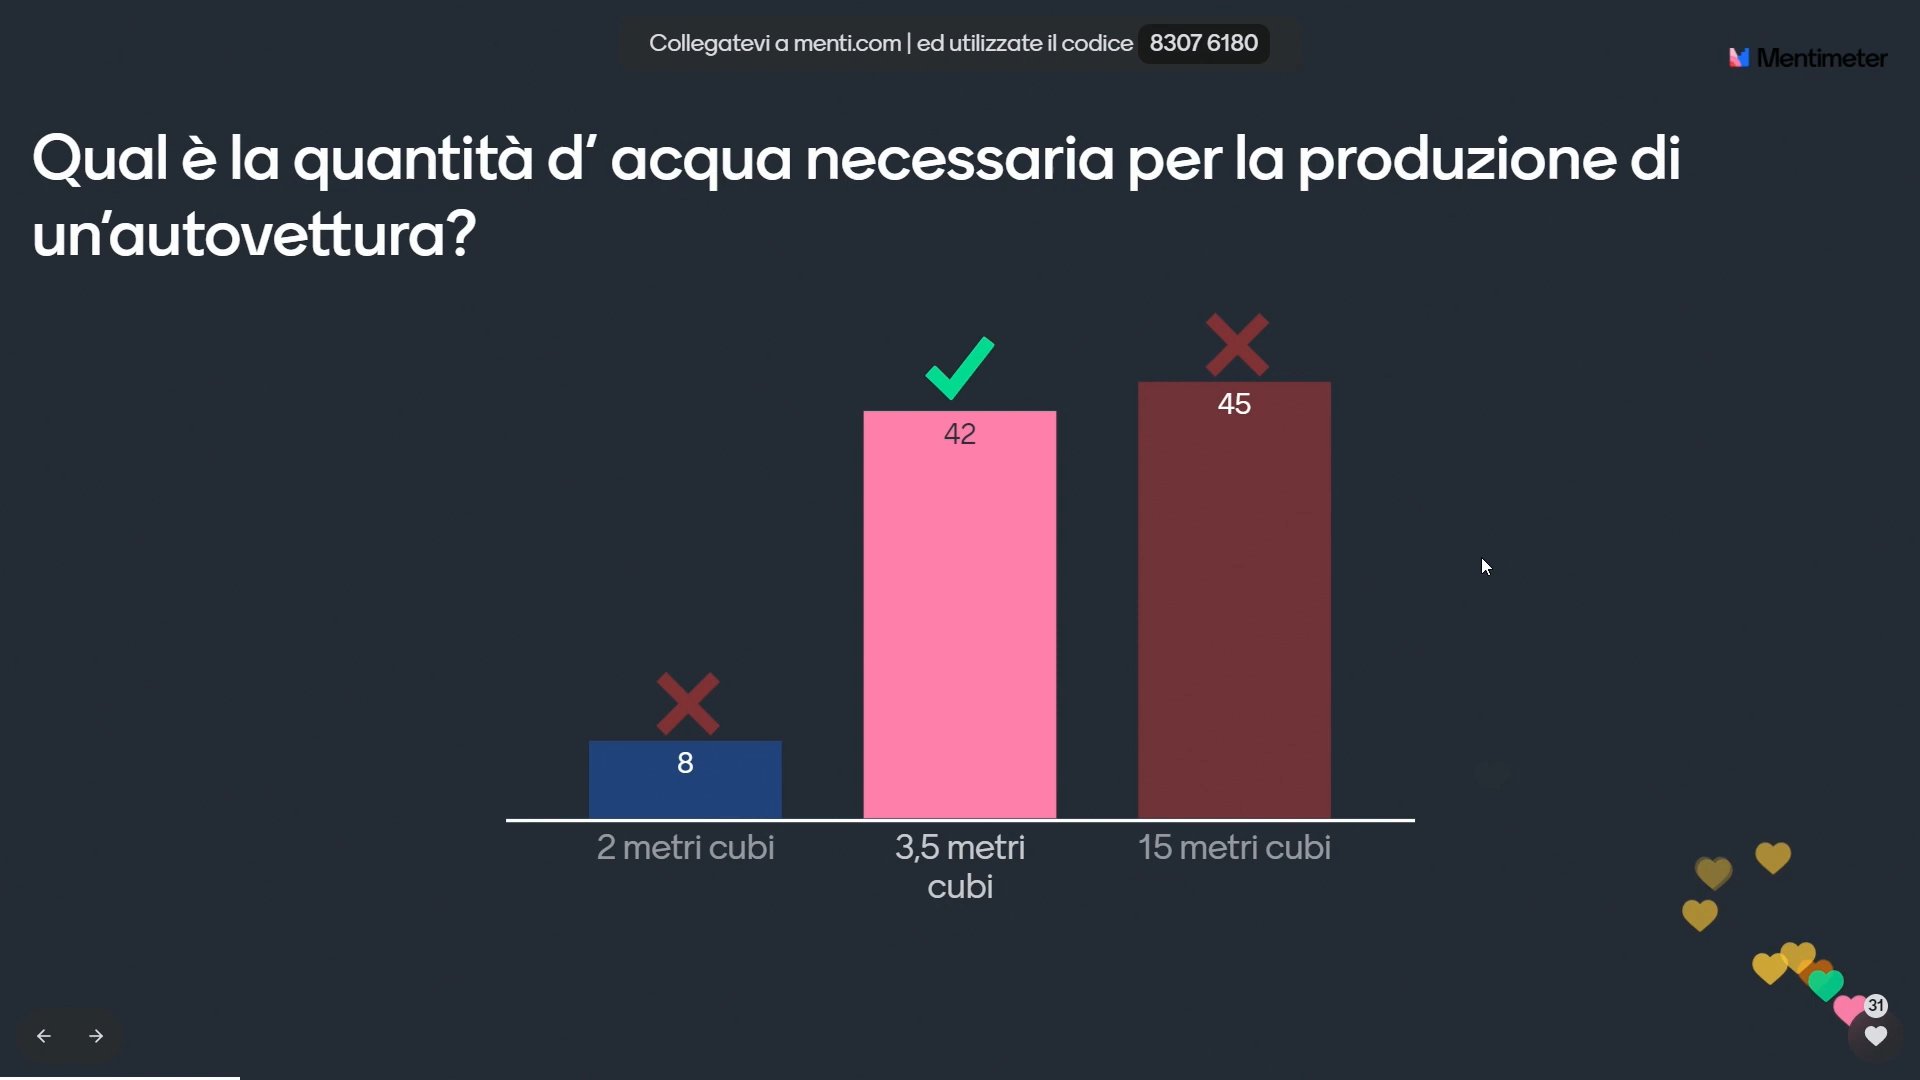 Collegatevi a menti.com | ed utilizzate il codice 8307 6180
Mentimeter
Qual è la quantità d’ acqua necessaria per la produzione di
un‘autovettura?
8
42
45
2 metri cubi
3,5 metri
cubi
15 metri cubi
31